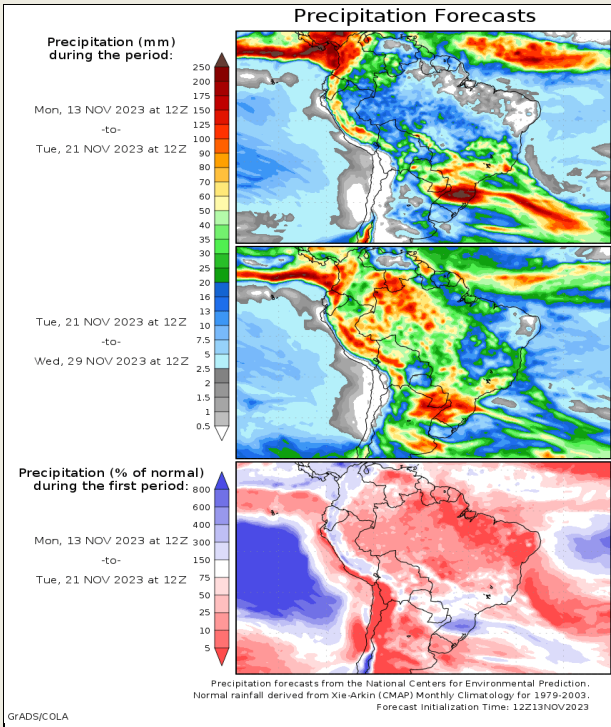 Precipitation Forecasts
Precipitation (mm)
during the period:
Mon, 13 NOV 2023 at 12Z
-to-
Tue, 21 NOV 2023 at 12Z
250
200
175
150
125
100
90
80
70
60
50
40
35
30
25
20
16
13
10
7.5
5
2.5
2
1.5
1
0.5
Tue, 21 NOV 2023 at 12Z
-to-
Wed, 29 NOV 2023 at 12Z
Precipitation (% of normal)
during the first period:
Mon, 13 NOV 2023 at 12Z
-to-
Tue, 21 NOV 2023 at 12Z
800
600
400
300
150
75
50
25
10
5
Precipitation forecasts from the National Centers for Environmental Prediction.
Normal rainfall derived from Xie-Arkin (CMAP) Monthly Climatology for 1979-2003.
Forecast Initialization Time: 12Z13NOV2023
GrADS/COLA